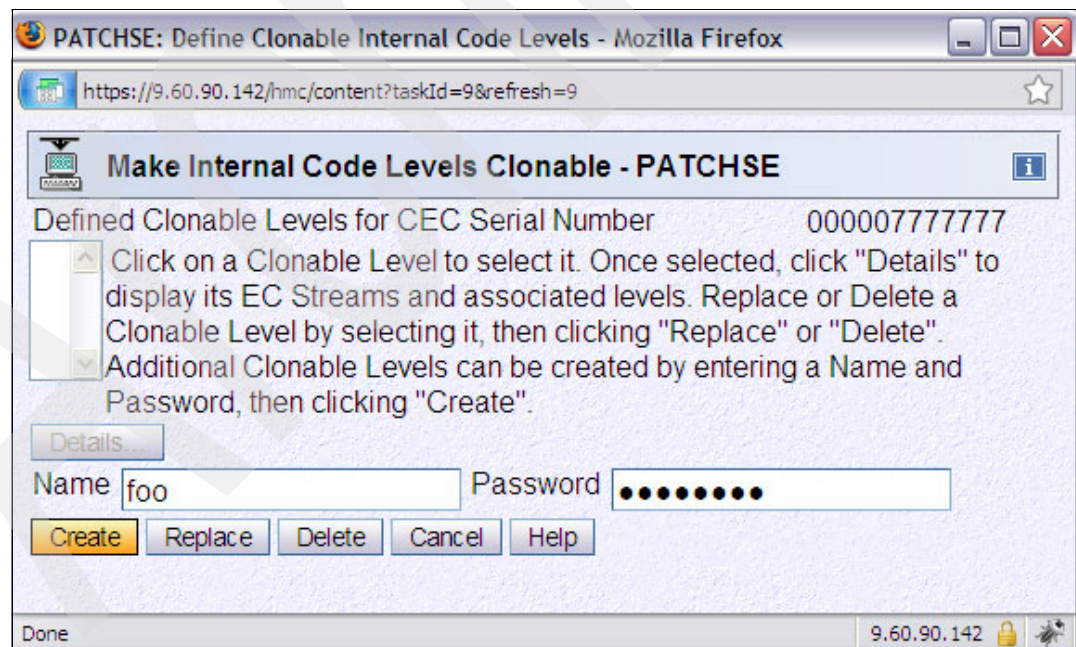 PATCHSE: Define Clonable Internal Code Levels - Mozilla Firefox
https://9.60.90.142/hmc/content?taskId=9&refresh=9
Make Internal Code Levels Clonable - PATCHSE
Defined Clonable Levels for CEC Serial Number 000007777777
Click on a Clonable Level to select it. Once selected, click "Details" to
display its EC Streams and associated levels. Replace or Delete a
Clonable Level by selecting it, then clicking "Replace" or "Delete".
Additional Clonable Levels can be created by entering a Name and
Password, then clicking "Create".
Details...
Name foo Password ●●●●●●●●
Create Replace Delete Cancel Help
Done 9.60.90.142